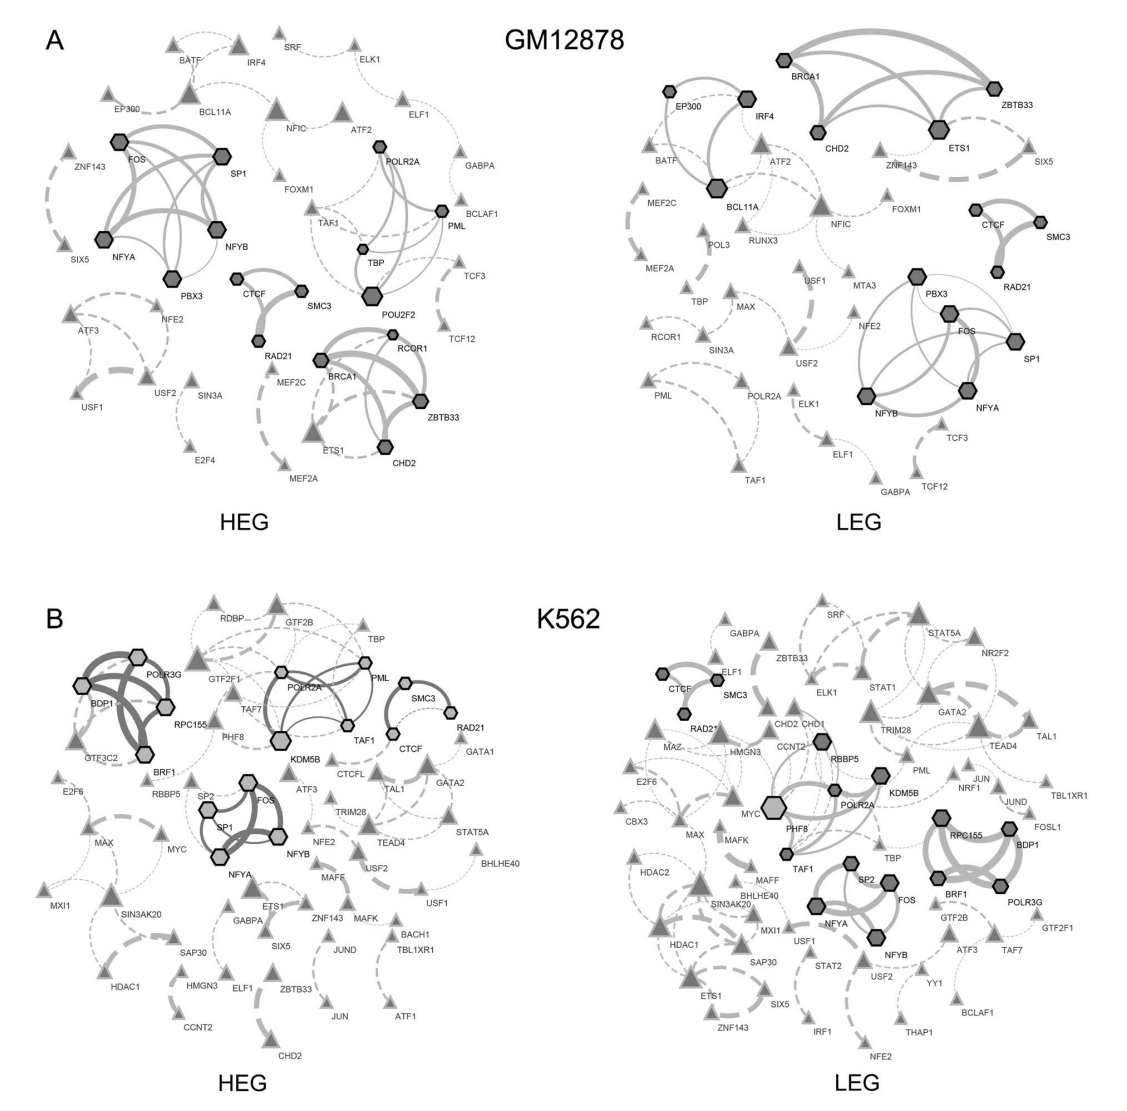 A
GM12878
SRF
BATF
IRF4
ELK1
EP300
BCL11A
NFIC
ATF2
ELF1
ZNF143
FOS
SP1
POLR2A
GABPA
FOXM1
TAF1
BCLAF1
PML
SIX5
NFYA
NFYB
TBP
TCF3
PBX3
CTCF
SMC3
POU2F2
NFE2
ATF3
RAD21
RCOR1
TCF12
MEF2C
BRCA1
USF1
USF2
SIN3A
ZBTB33
ETS1
CHD2
E2F4
MEF2A
HEG
BRCA1
ZBTB33
EP300
IRF4
CHD2
ETS1
BATF
ATF2
ZNF143
SIX5
MEF2C
BCL11A
NFIC
FOXM1
CTCF
SMC3
POL3
RUNX3
MEF2A
USF1
MTA3
RAD21
TBP
MAX
PBX3
NFE2
FOS
RCOR1
SIN3A
USF2
SP1
PML
POLR2A
ELK1
NFYB
NFYA
ELF1
TCF3
TAF1
GABPA
TCF12
LEG
B
K562
RDBP
GTF2B
TBP
POLR3G
GTF2F1
POLR2A
PML
BDP1
RPC155
TAF7
SMC3
RAD21
PHF8
TAF1
CTCF
GTF3C2
BRF1
KDM5B
GATA1
E2F6
RBBP5
SP2
FOS
ATF3
CTCFL
TAL1
GATA2
SP1
TRIM28
STAT5A
MAX
MYC
NFYB
NFE2
TEAD4
NFYA
MAFF
USF2
BHLHE40
MXI1
SIN3AK20
ETS1
USF1
GABPA
ZNF143
MAFK
SIX5
BACH1
SAP30
JUND
TBL1XR1
HDAC1
HMGN3
ELF1
ZBTB33
CCNT2
JUN
ATF1
CHD2
HEG
SRF
GABPA
STAT5A
ZBTB33
NR2F2
ELF1
CTCF
SMC3
ELK1
STAT1
GATA2
RAD21
CHD2
CHD1
TRIM28
TAL1
MAZ
HMGN3
CCNT2
RBBP5
TEAD4
E2F6
PML
JUN
NRF1
TBL1XR1
KDM5B
POLR2A
JUND
CBX3
MYC
PHF8
MAX
MAFK
RPC155
FOSL1
BDP1
TAF1
TBP
HDAC2
MAFF
SP2
BHLHE40
FOS
BRF1
POLR3G
SIN3AK20
MXI1
NFYA
GTF2B
GTF2F1
HDAC1
USF1
NFYB
ATF3
TAF7
SAP30
STAT2
USF2
YY1
ETS1
SIX5
BCLAF1
ZNF143
IRF1
THAP1
NFE2
LEG